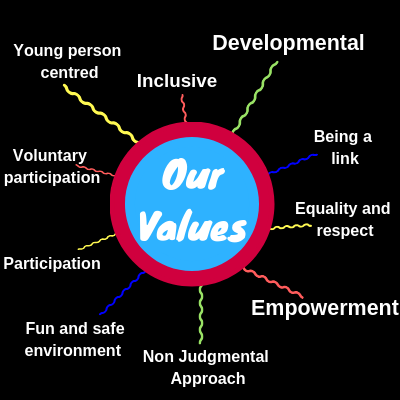 Developmental
Young person
centred
Inclusive
Being a
link
Voluntary
participation
Our
Values
Equality and
respect
Participation
Empowerment
Fun and safe
environment
Non Judgmental
Approach